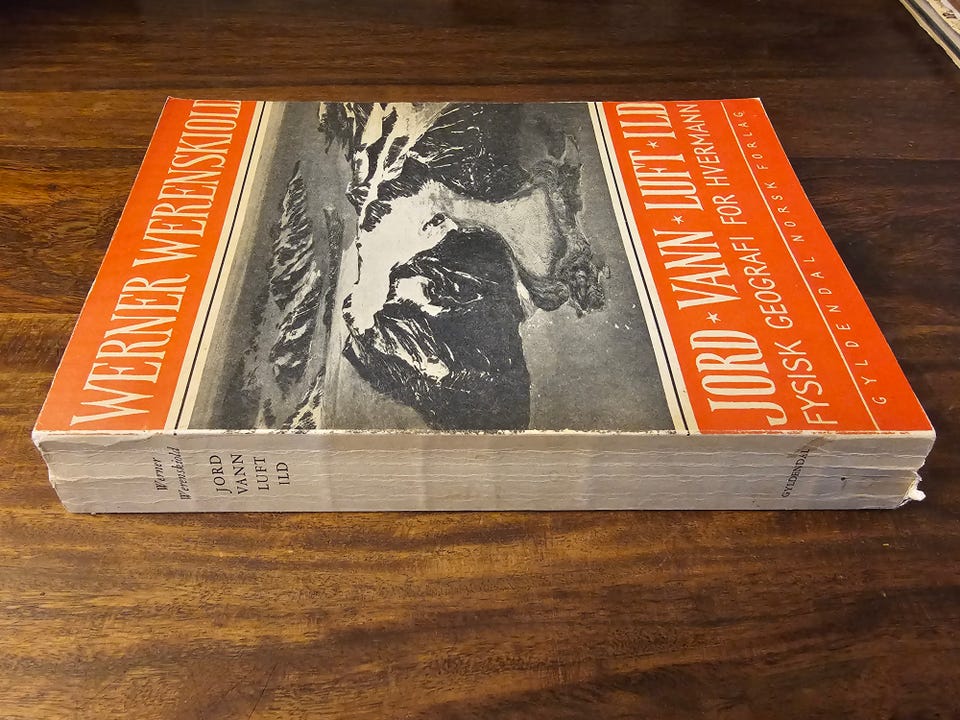 WERNER WERENSKIOLD
JORD ★ VANN ★ LUFT ★ ILD
FYSISK GEOGRAFI FOR HVERMANN
GYLDENDAL NORSK FORLAG
Werner
Werenskiold
JORD
VANN
LUFT
ILD
GYLDENDAL